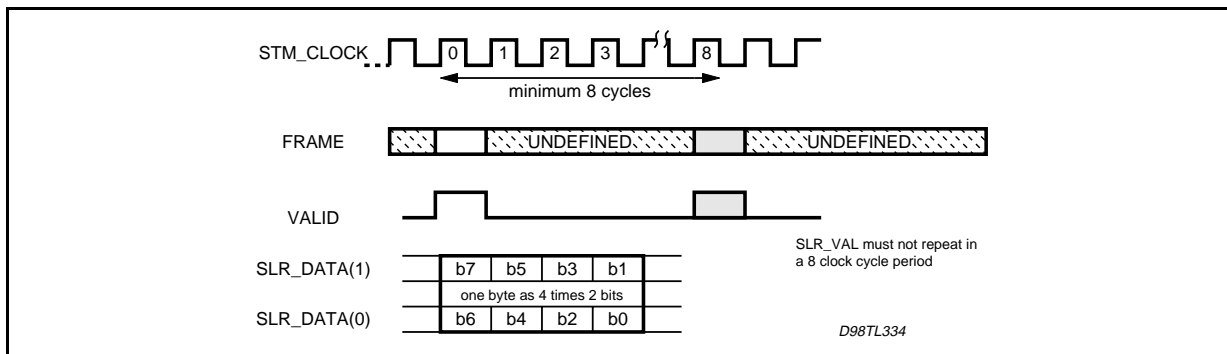 STM_CLOCK 0 1 2 3 8
minimum 8 cycles
FRAME UNDEFINED UNDEFINED
VALID
SLR_VAL must not repeat in
a 8 clock cycle period
SLR_DATA(1) b7 b5 b3 b1
one byte as 4 times 2 bits
SLR_DATA(0) b6 b4 b2 b0
D98TL334